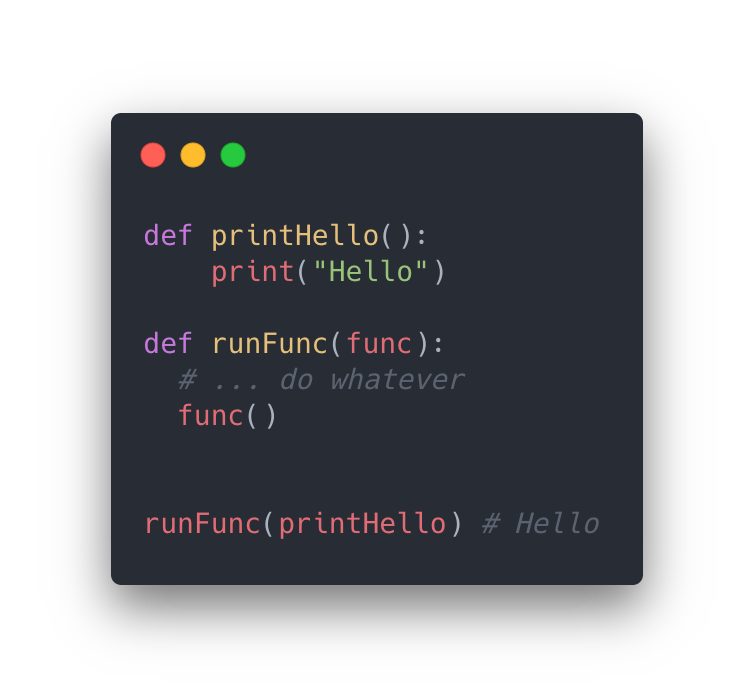 def printHello():
    print("Hello")

def runFunc(func):
  # ... do whatever
  func()


runFunc(printHello) # Hello